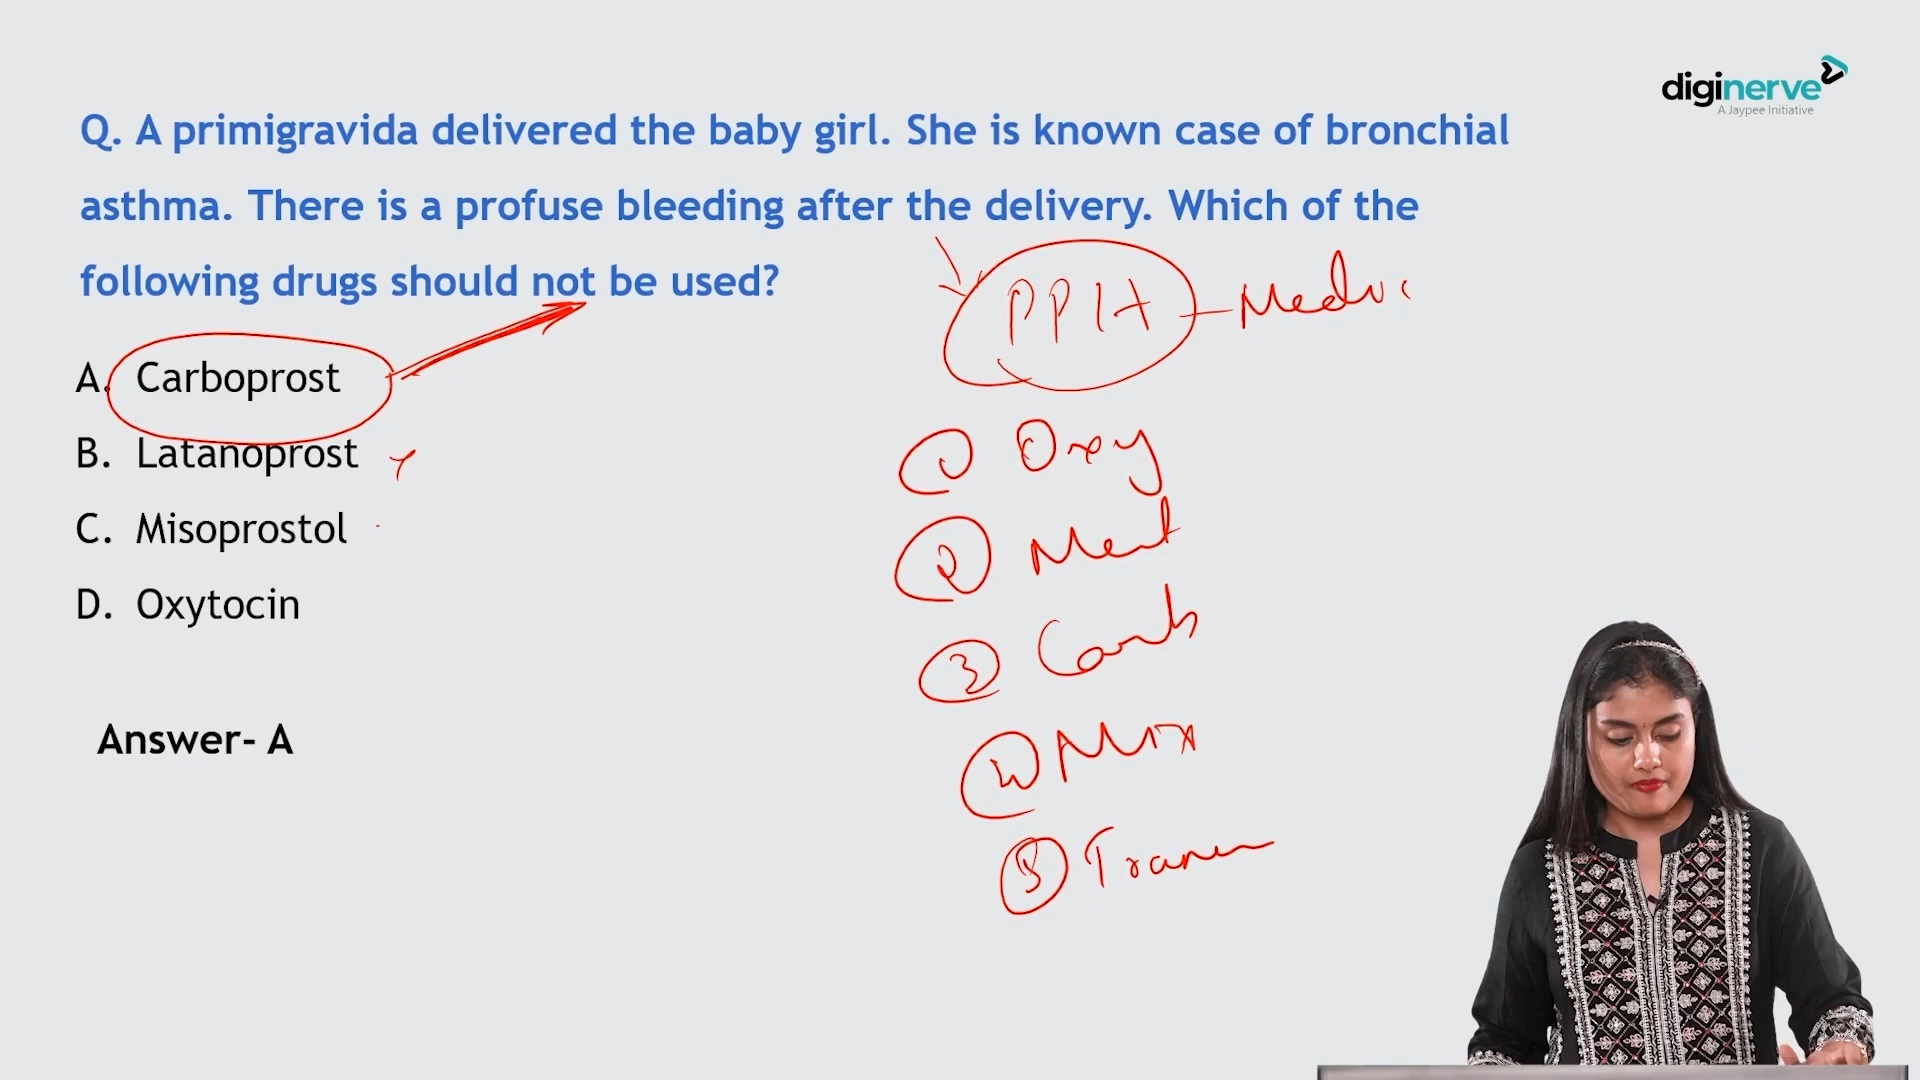 diginerve
A Jaypee Initiative
Q. A primigravida delivered the baby girl. She is known case of bronchial
asthma. There is a profuse bleeding after the delivery. Which of the
following drugs should not be used?
A. Carboprost
B. Latanoprost
C. Misoprostol
D. Oxytocin
Answer- A
PPH
① Oxy
②
③ Carb
④
⑤ Tran